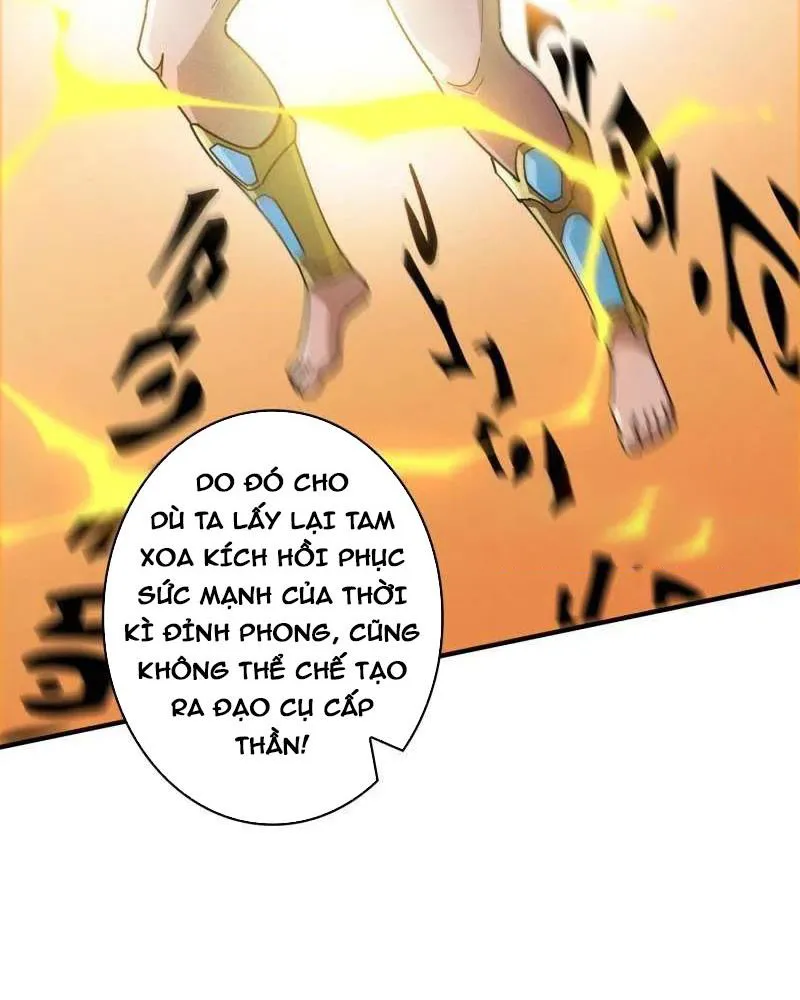 DO ĐÓ CHO
DÙ TA LẤY LẠI TAM
XOA KÍCH HỒI PHỤC
SỨC MẠNH CỦA THỜI
KÌ ĐỈNH PHONG, CŨNG
KHÔNG THỂ CHẾ TẠO
RA ĐẠO CỤ CẤP
THẦN!